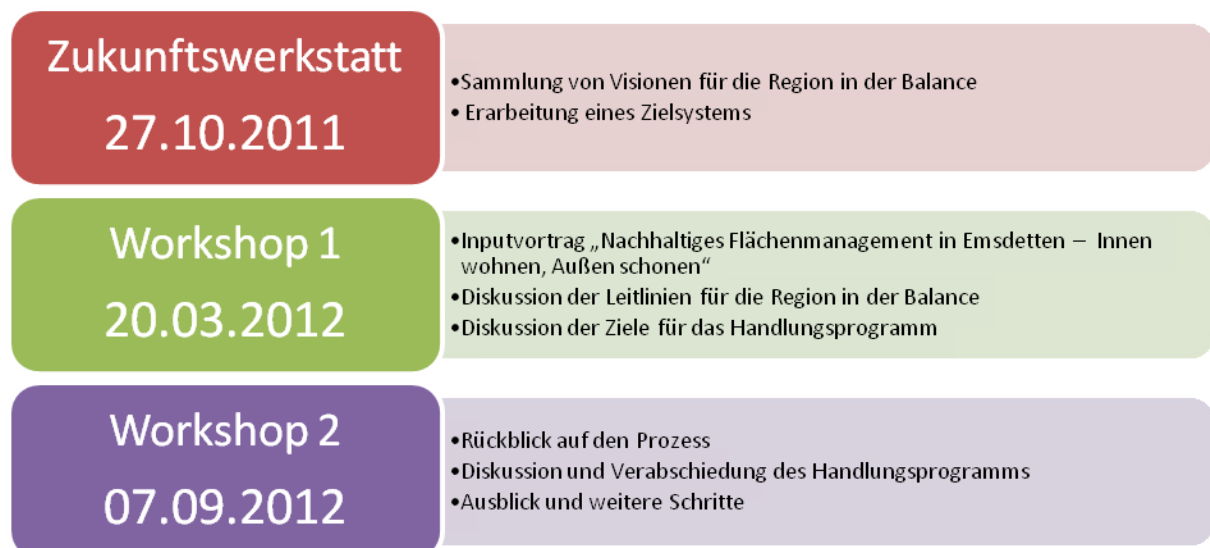 Zukunftswerkstatt
27.10.2011
•Sammlung von Visionen für die Region in der Balance
• Erarbeitung eines Zielsystems
Workshop 1
20.03.2012
•Inputvortrag „Nachhaltiges Flächenmanagement in Emsdetten – Innen
wohnen, Außen schonen“
•Diskussion der Leitlinien für die Region in der Balance
•Diskussion der Ziele für das Handlungsprogramm
Workshop 2
07.09.2012
•Rückblick auf den Prozess
•Diskussion und Verabschiedung des Handlungsprogramms
•Ausblick und weitere Schritte